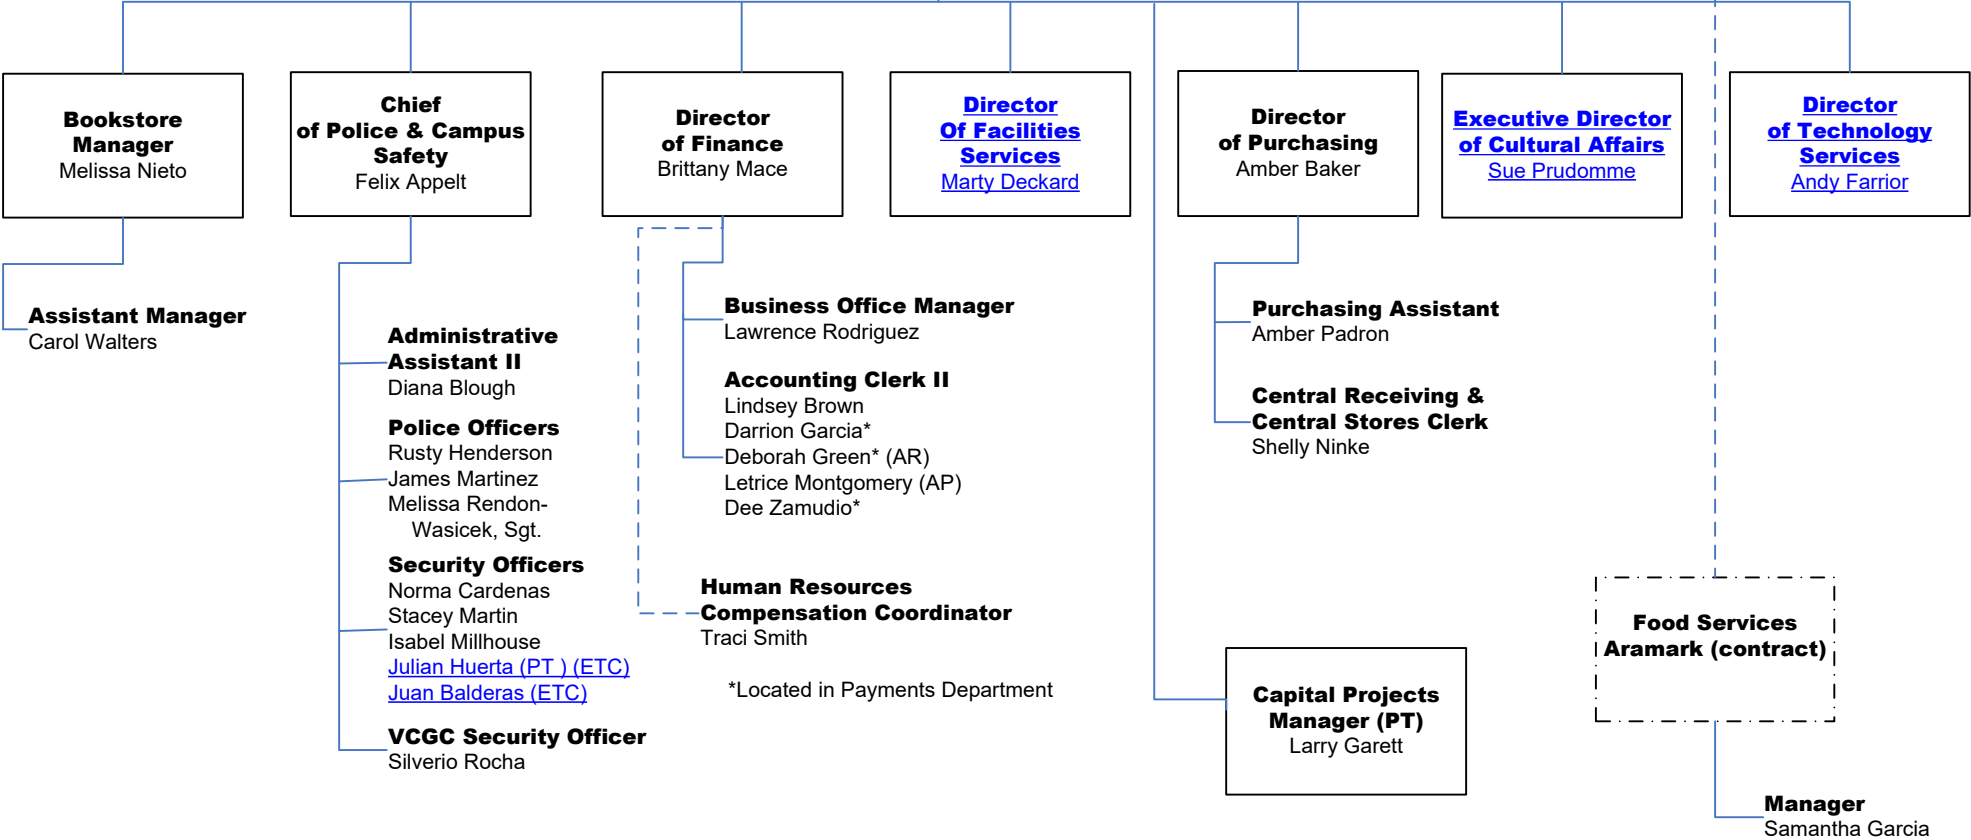 Bookstore
Manager
Melissa Nieto
Chief
of Police & Campus
Safety
Felix Appelt
Director
of Finance
Brittany Mace
Director
Of Facilities
Services
Marty Deckard
Director
of Purchasing
Amber Baker
Executive Director
of Cultural Affairs
Sue Prudomme
Director
of Technology
Services
Andy Farrior
Assistant Manager
Carol Walters
Administrative
Assistant II
Diana Blough
Police Officers
Rusty Henderson
James Martinez
Melissa Rendon-
Wasicek, Sgt.
Security Officers
Norma Cardenas
Stacey Martin
Isabel Millhouse
Julian Huerta (PT ) (ETC)
Juan Balderas (ETC)
VCGC Security Officer
Silverio Rocha
Business Office Manager
Lawrence Rodriguez
Accounting Clerk II
Lindsey Brown
Darrion Garcia*
Deborah Green* (AR)
Letrice Montgomery (AP)
Dee Zamudio*
Human Resources
Compensation Coordinator
Traci Smith
*Located in Payments Department
Purchasing Assistant
Amber Padron
Central Receiving &
Central Stores Clerk
Shelly Ninke
Capital Projects
Manager (PT)
Larry Garett
Food Services
Aramark (contract)
Manager
Samantha Garcia